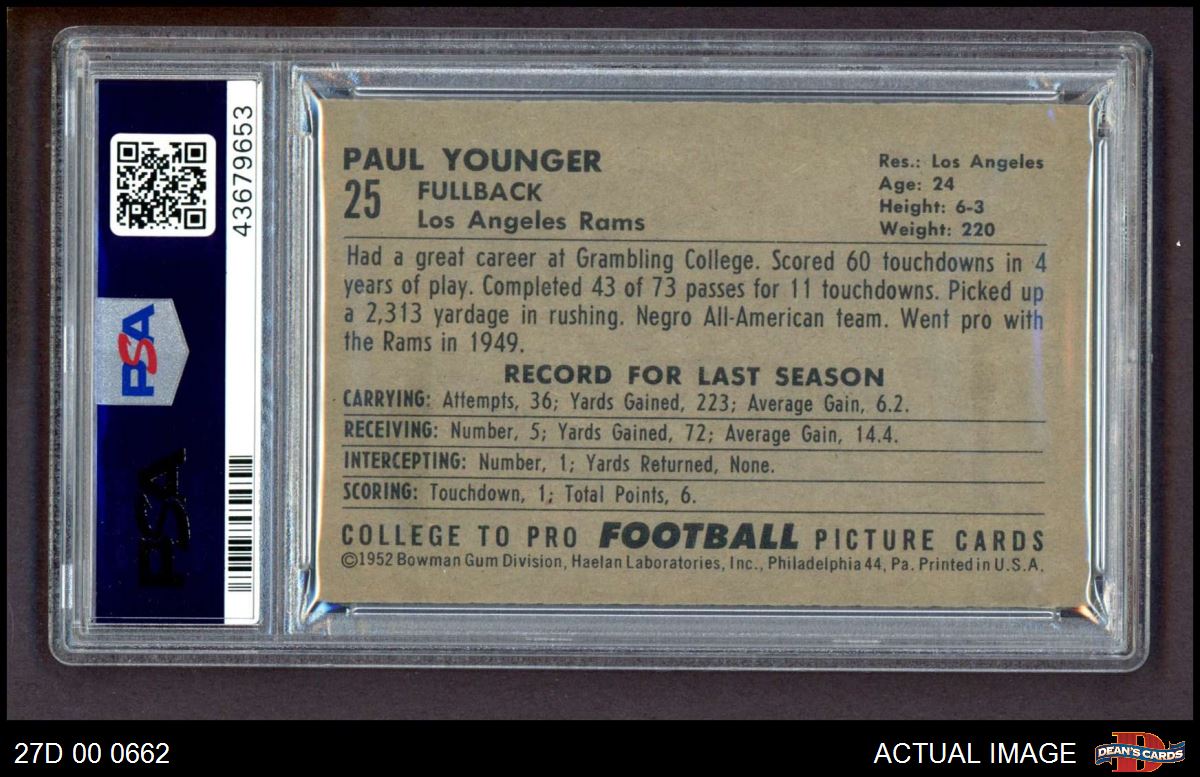 43679653
PSA
PSA
PAUL YOUNGER
25 FULLBACK
Los Angeles Rams
Res.: Los Angeles
Age: 24
Height: 6-3
Weight: 220
Had a great career at Grambling College. Scored 60 touchdowns in 4
years of play. Completed 43 of 73 passes for 11 touchdowns. Picked up
a 2,313 yardage in rushing. Negro All-American team. Went pro with
the Rams in 1949.
RECORD FOR LAST SEASON
CARRYING: Attempts, 36; Yards Gained, 223; Average Gain, 6.2.
RECEIVING: Number, 5; Yards Gained, 72; Average Gain, 14.4.
INTERCEPTING: Number, 1; Yards Returned, None.
SCORING: Touchdown, 1; Total Points, 6.
COLLEGE TO PRO FOOTBALL PICTURE CARDS
©1952 Bowman Gum Division, Haelan Laboratories, Inc., Philadelphia 44, Pa. Printed in U.S.A.
27D 00 0662
ACTUAL IMAGE
DEAN'S CARDS